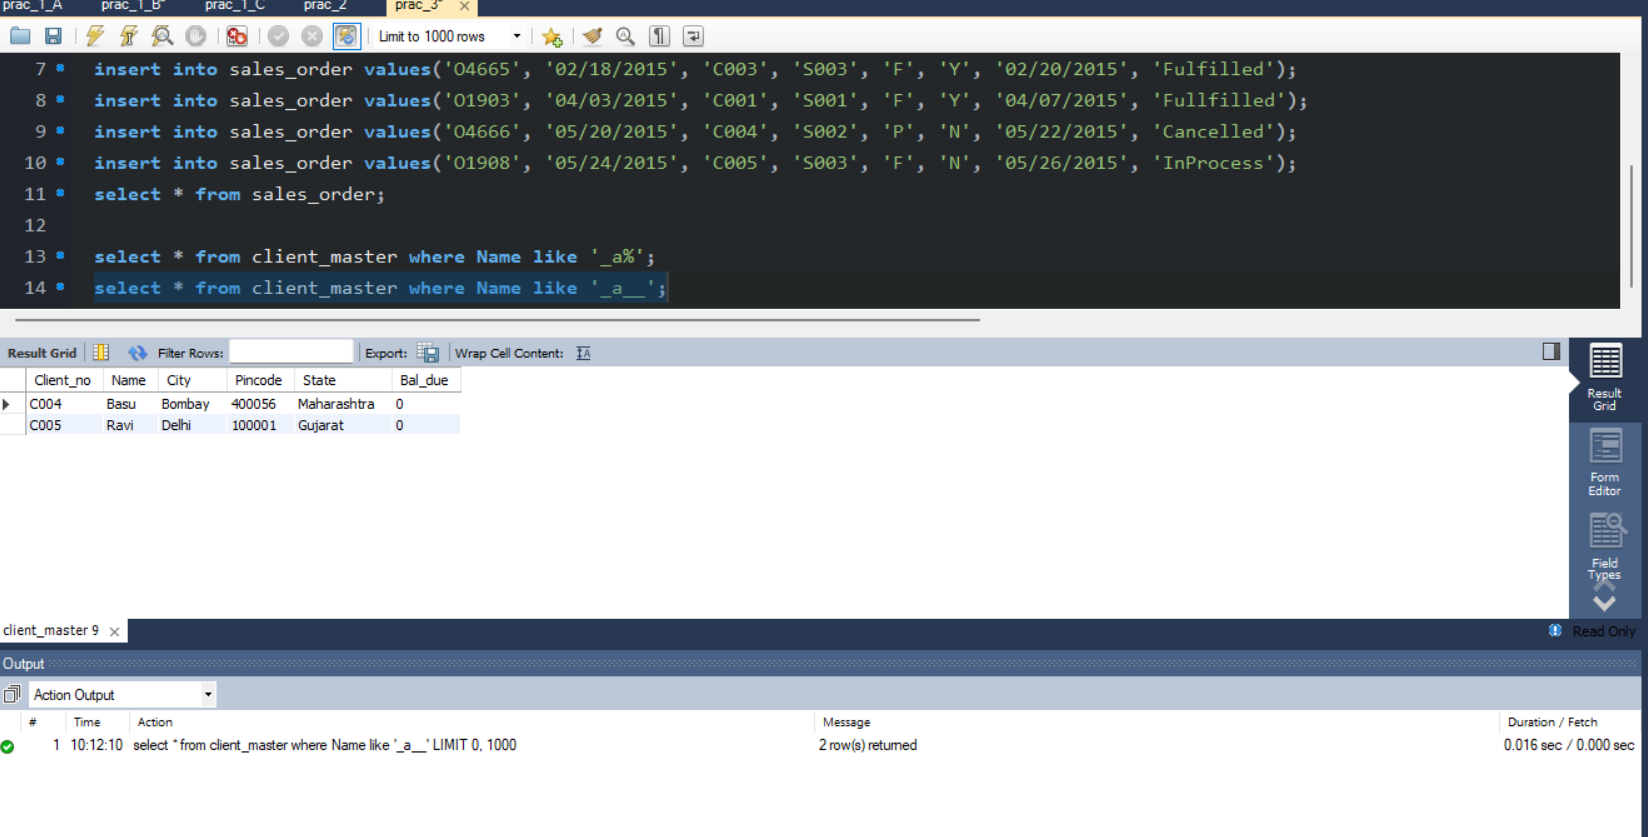 prac_1_A prac_1_B* prac_1_C prac_2 prac_3*
Limit to 1000 rows
7 insert into sales_order values('O4665', '02/18/2015', 'C003', 'S003', 'F', 'Y', '02/20/2015', 'Fulfilled');
8 insert into sales_order values('O1903', '04/03/2015', 'C001', 'S001', 'F', 'Y', '04/07/2015', 'Fullfilled');
9 insert into sales_order values('O4666', '05/20/2015', 'C004', 'S002', 'P', 'N', '05/22/2015', 'Cancelled');
10 insert into sales_order values('O1908', '05/24/2015', 'C005', 'S003', 'F', 'N', '05/26/2015', 'InProcess');
11 select * from sales_order;
12
13 select * from client_master where Name like '_a%';
14 select * from client_master where Name like '_a__';
Result Grid Filter Rows: Export: Wrap Cell Content:
Client_no Name City Pincode State Bal_due
C004 Basu Bombay 400056 Maharashtra 0
C005 Ravi Delhi 100001 Gujarat 0
Result
Grid
Form
Editor
Field
Types
client_master 9 Read Only
Output
Action Output
# Time Action Message Duration / Fetch
1 10:12:10 select * from client_master where Name like '_a__' LIMIT 0, 1000 2 row(s) returned 0.016 sec / 0.000 sec